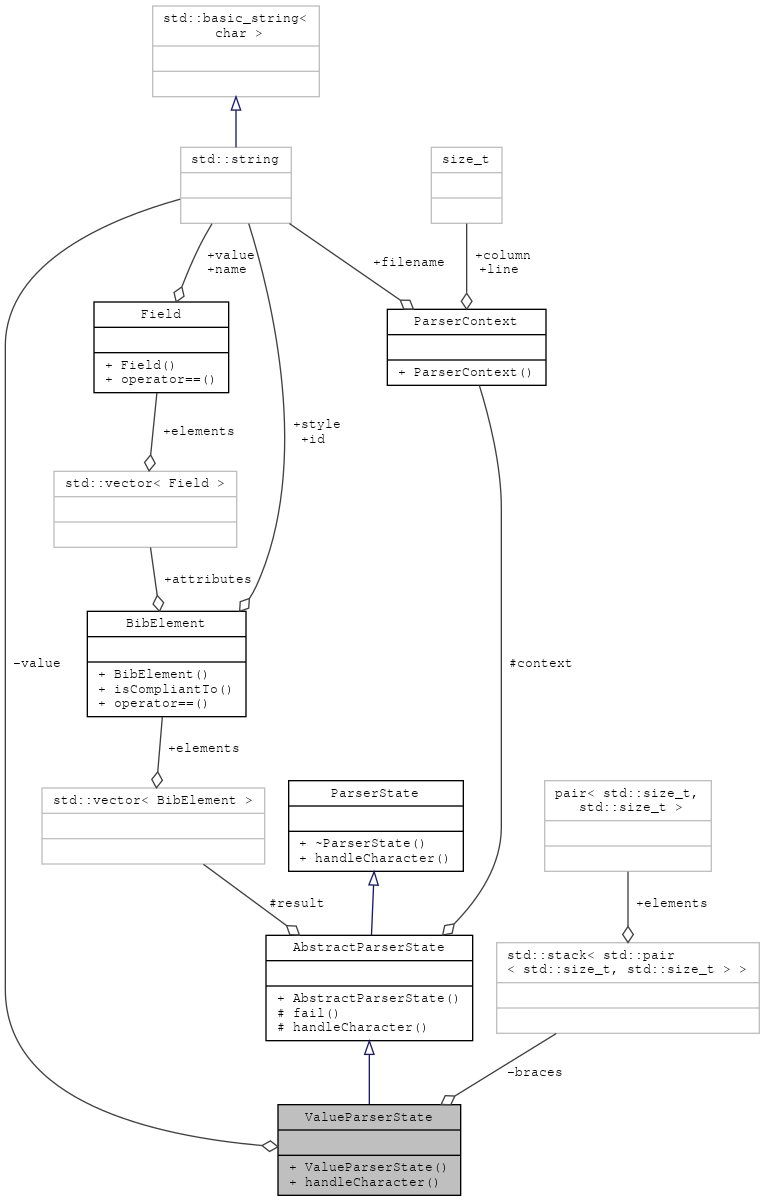 std::basic_string<
char >
std::string
size_t
+value
+name
+filename
+column
+line
Field
+ Field()
+ operator==()
ParserContext
+ ParserContext()
+elements
+style
+id
std::vector< Field >
+attributes
BibElement
+ BibElement()
+ isCompliantTo()
+ operator==()
-value
#context
+elements
std::vector< BibElement >
ParserState
+ ~ParserState()
+ handleCharacter()
pair< std::size_t,
std::size_t >
#result
+elements
AbstractParserState
+ AbstractParserState()
# fail()
# handleCharacter()
std::stack< std::pair
< std::size_t, std::size_t > >
-braces
ValueParserState
+ ValueParserState()
+ handleCharacter()